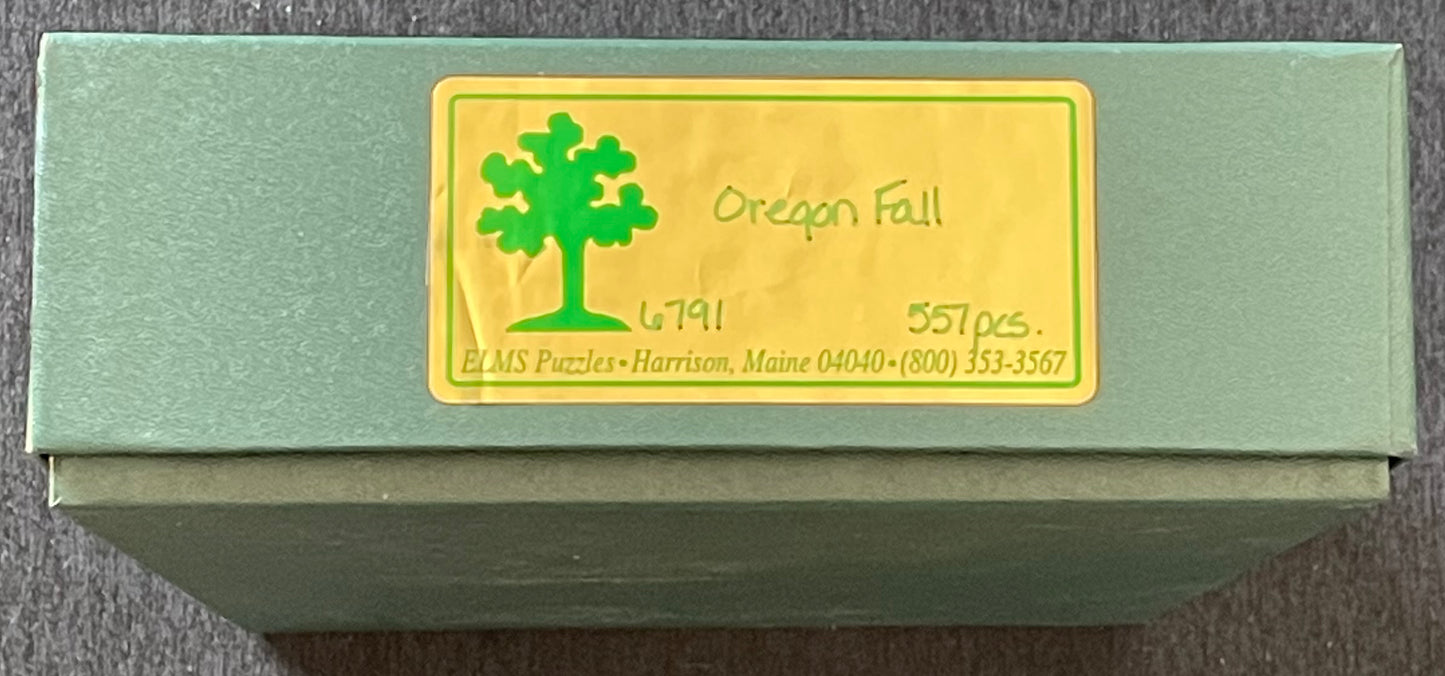 Oregon Fall
6791 557pcs.
ELMS Puzzles•Harrison, Maine 04040•(800) 353-3567